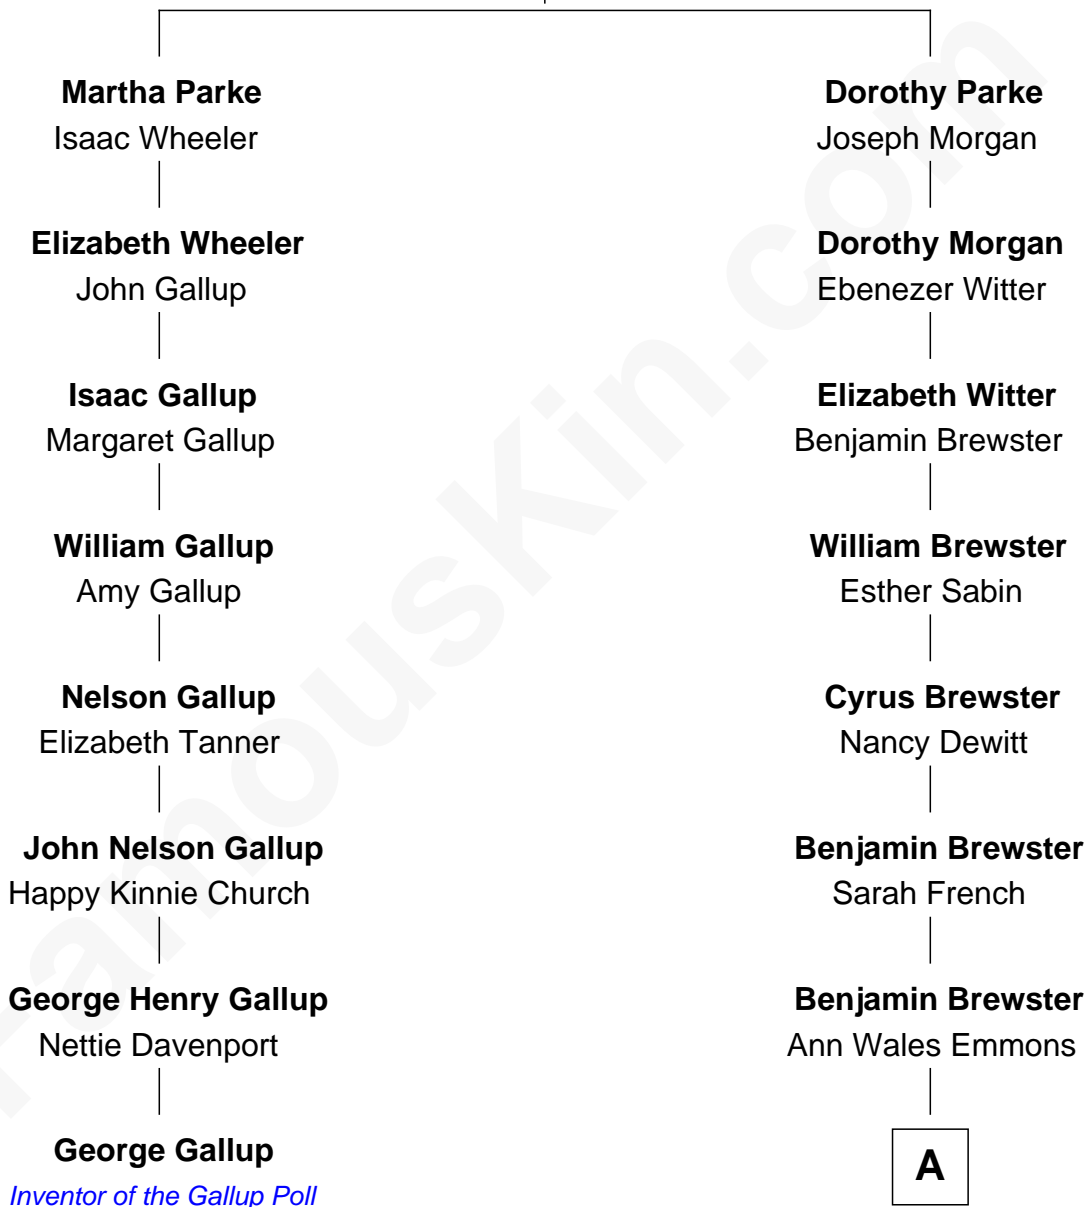 Martha Parke
Isaac Wheeler
Dorothy Parke
Joseph Morgan
Elizabeth Wheeler
John Gallup
Dorothy Morgan
Ebenezer Witter
Isaac Gallup
Margaret Gallup
Elizabeth Witter
Benjamin Brewster
William Gallup
Amy Gallup
William Brewster
Esther Sabin
Nelson Gallup
Elizabeth Tanner
Cyrus Brewster
Nancy Dewitt
John Nelson Gallup
Happy Kinnie Church
Benjamin Brewster
Sarah French
George Henry Gallup
Nettie Davenport
Benjamin Brewster
Ann Wales Emmons
George Gallup
Inventor of the Gallup Poll
A
FamousKin.com